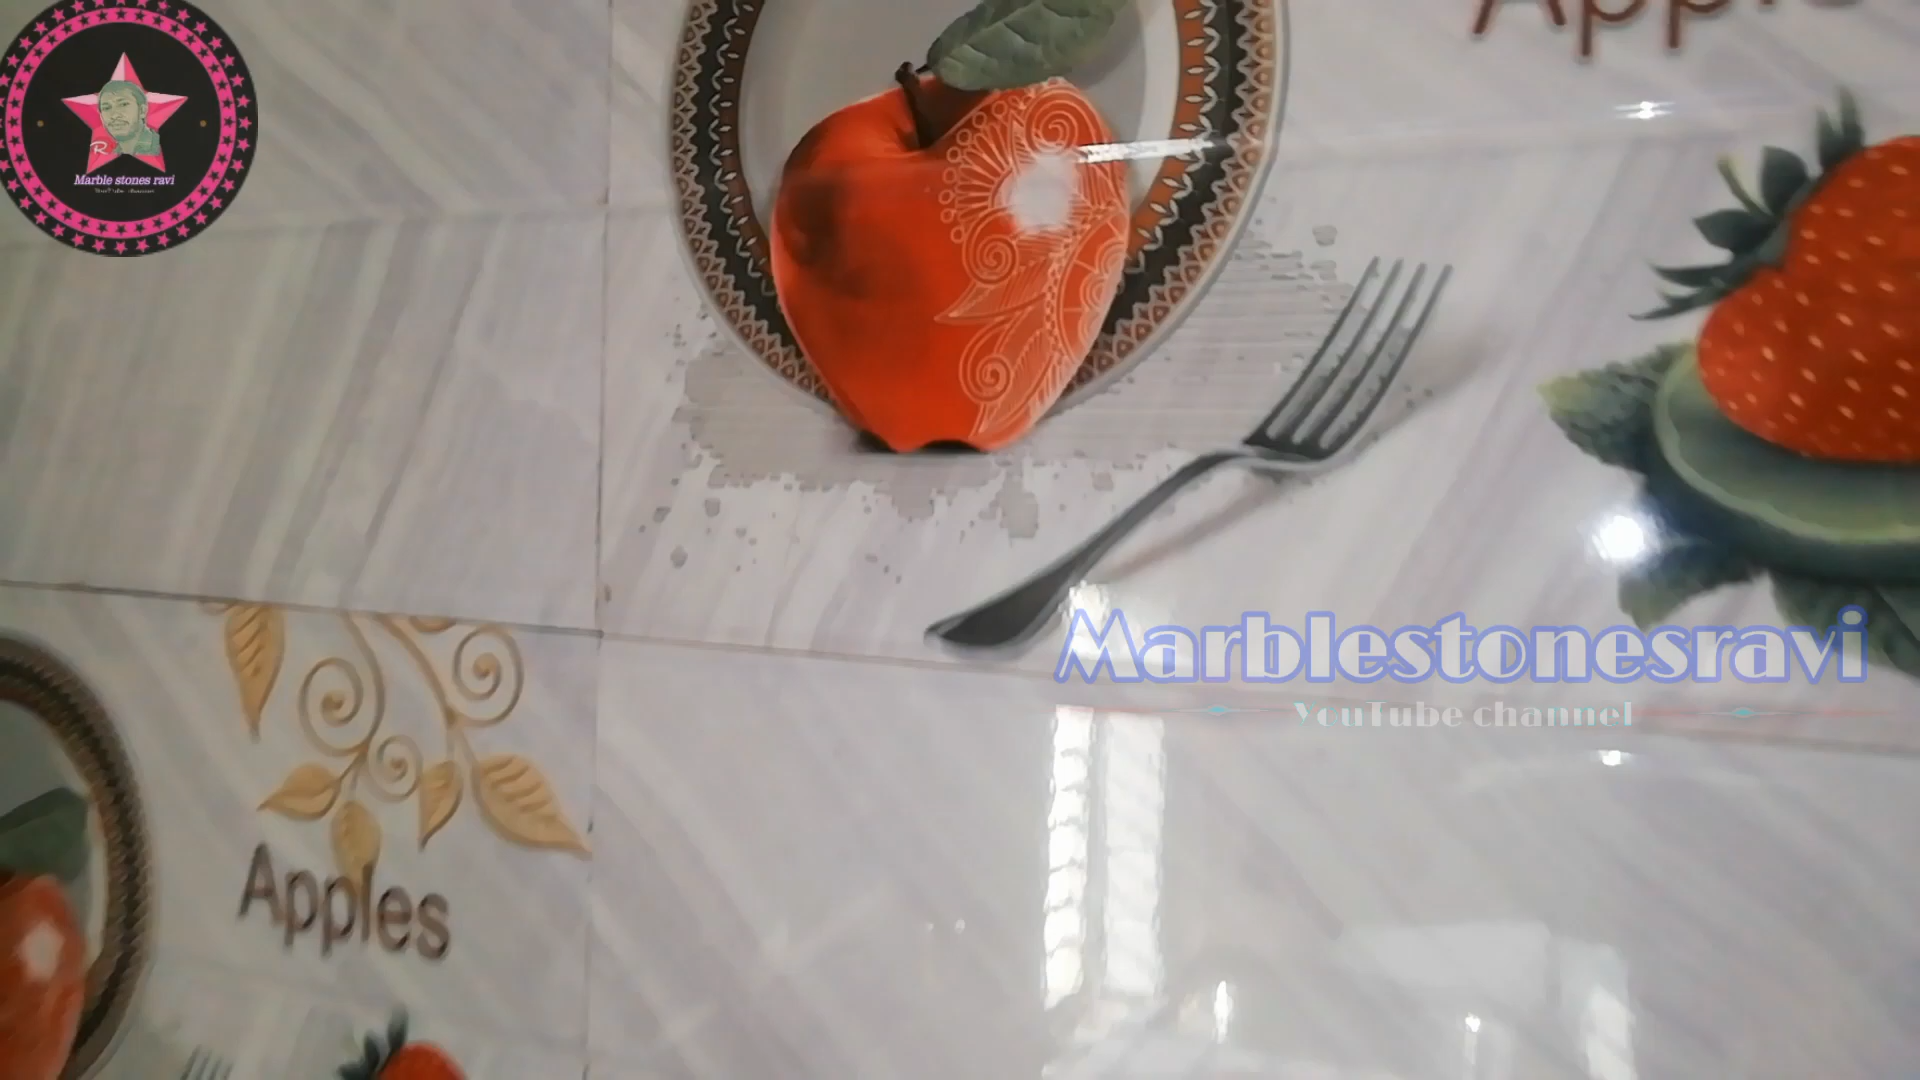 Marble stones ravi
Marblestonesravi
YouTube channel
Apples